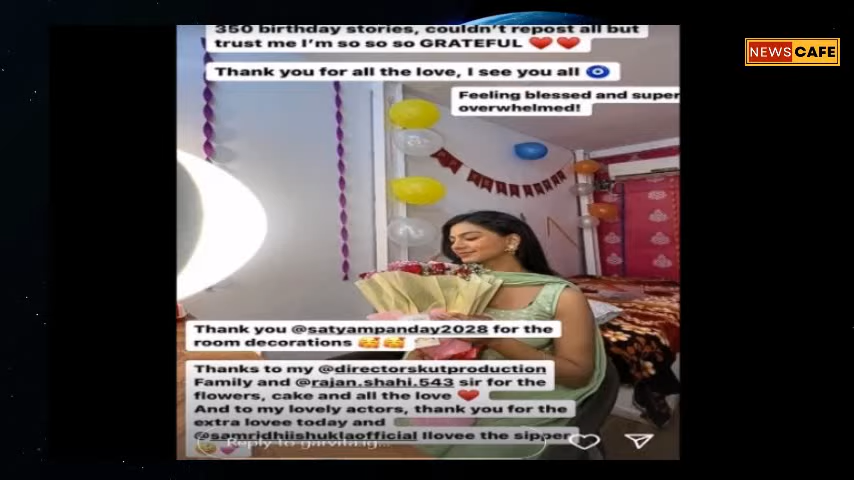 350 birthday stories, couldn't repost all but
trust me I'm so so so GRATEFUL ❤️❤️
NEWS CAFE
Thank you for all the love, I see you all 🧿
Feeling blessed and super
overwhelmed!
Thank you @satyampanday2028 for the
room decorations 🥰🥰
Thanks to my @directorskutproduction
Family and @rajan.shahi.543 sir for the
flowers, cake and all the love ❤️
And to my lovely actors, thank you for the
extra lovee today and
@samridhiishuklaofficial Ilovee the sipper
Reply to